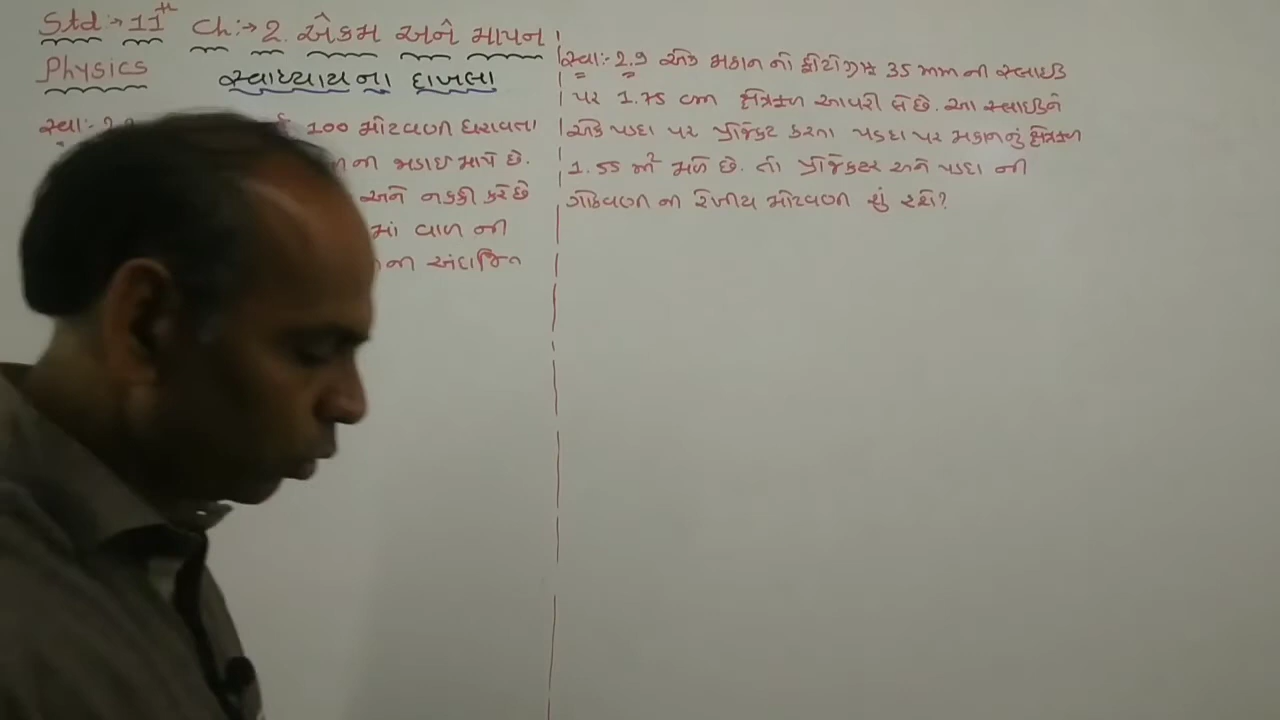 Std:→ 11th Ch:→ 2. એકમ અને માપન
Physics સ્વાધ્યાયના દાખલા
સ્વા:-
100 મોટવણી ધરાવતા
ની જાડાઇ માપે છે.
અને નક્કી કરે છે
માં વાળ ની
ની અંદાજિત
સ્વા:- 2.9 એક મકાન નો ફોટોગ્રાફ 35 mm ની સ્લાઇડ
પર 1.75 cm ક્ષેત્રફળ આવરી લે છે. આ સ્લાઇડને
એક પડદા પર પ્રોજેક્ટ કરતા પડદા પર મકાનનું ક્ષેત્રફળ
1.55 m² મળે છે. તો પ્રોજેક્ટર અને પડદા ની
ગોઠવણી ની રેખીય મોટવણી શું હશે?